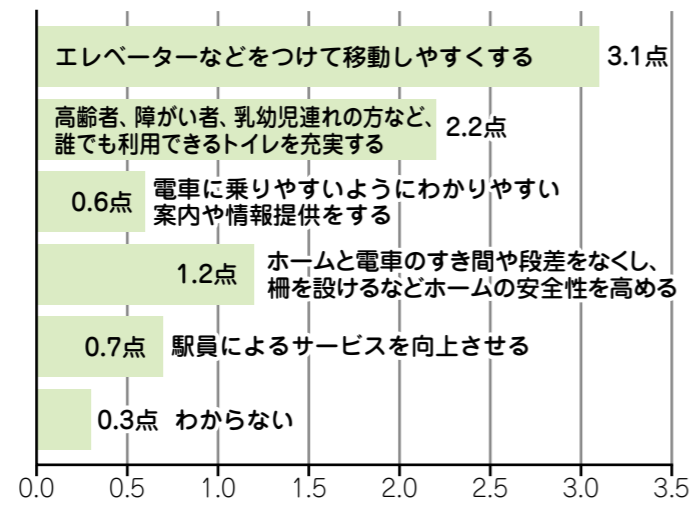 エレベーターなどをつけて移動しやすくする 3.1点
高齢者、障がい者、乳幼児連れの方など、
誰でも利用できるトイレを充実する
2.2点
0.6点
電車に乗りやすいようにわかりやすい
案内や情報提供をする
1.2点
ホームと電車のすき間や段差をなくし、
柵を設けるなどホームの安全性を高める
0.7点 駅員によるサービスを向上させる
0.3点 わからない
0.0 0.5 1.0 1.5 2.0 2.5 3.0 3.5